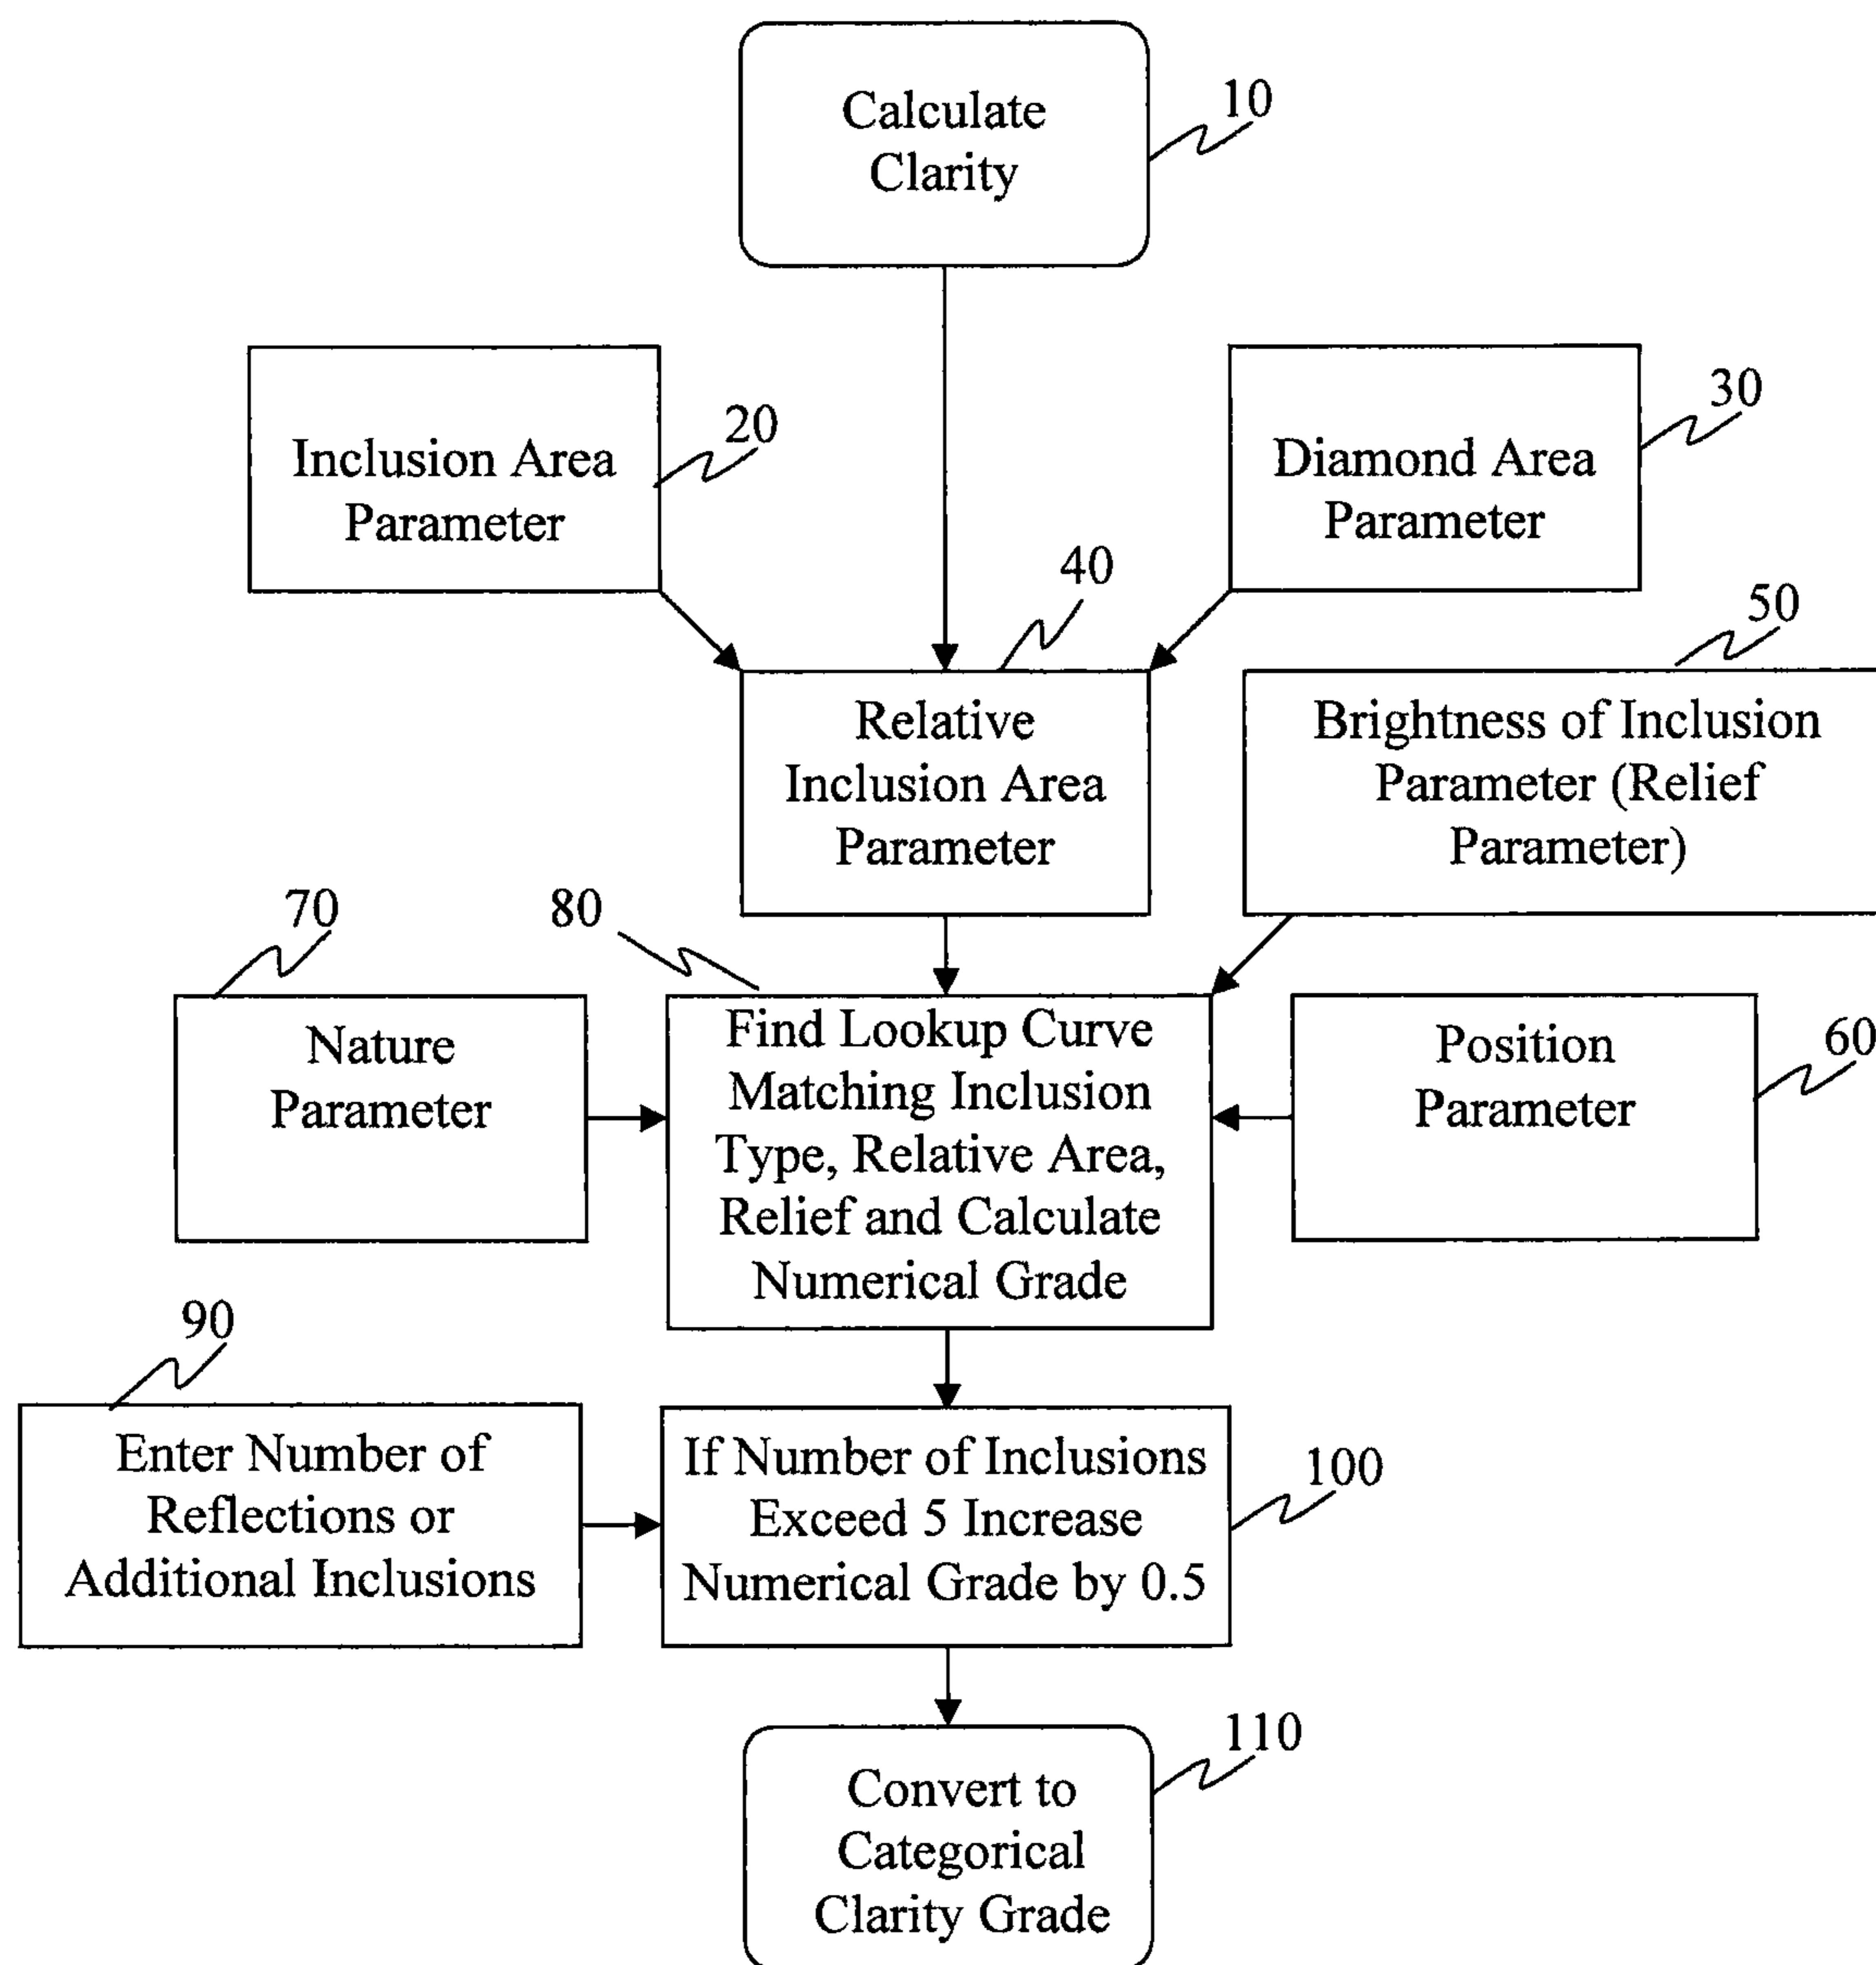 Calculate
Clarity
10
Inclusion Area
Parameter
20
Diamond Area
Parameter
30
40
Relative
Inclusion Area
Parameter
50
Brightness of Inclusion
Parameter (Relief
Parameter)
70
Nature
Parameter
80
Find Lookup Curve
Matching Inclusion
Type, Relative Area,
Relief and Calculate
Numerical Grade
Position
Parameter
60
90
Enter Number of
Reflections or
Additional Inclusions
If Number of Inclusions
Exceed 5 Increase
Numerical Grade by 0.5
100
Convert to
Categorical
Clarity Grade
110